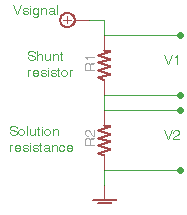 Vsignal
Shunt
resistor
R1
V1
Solution
resistance
R2
V2